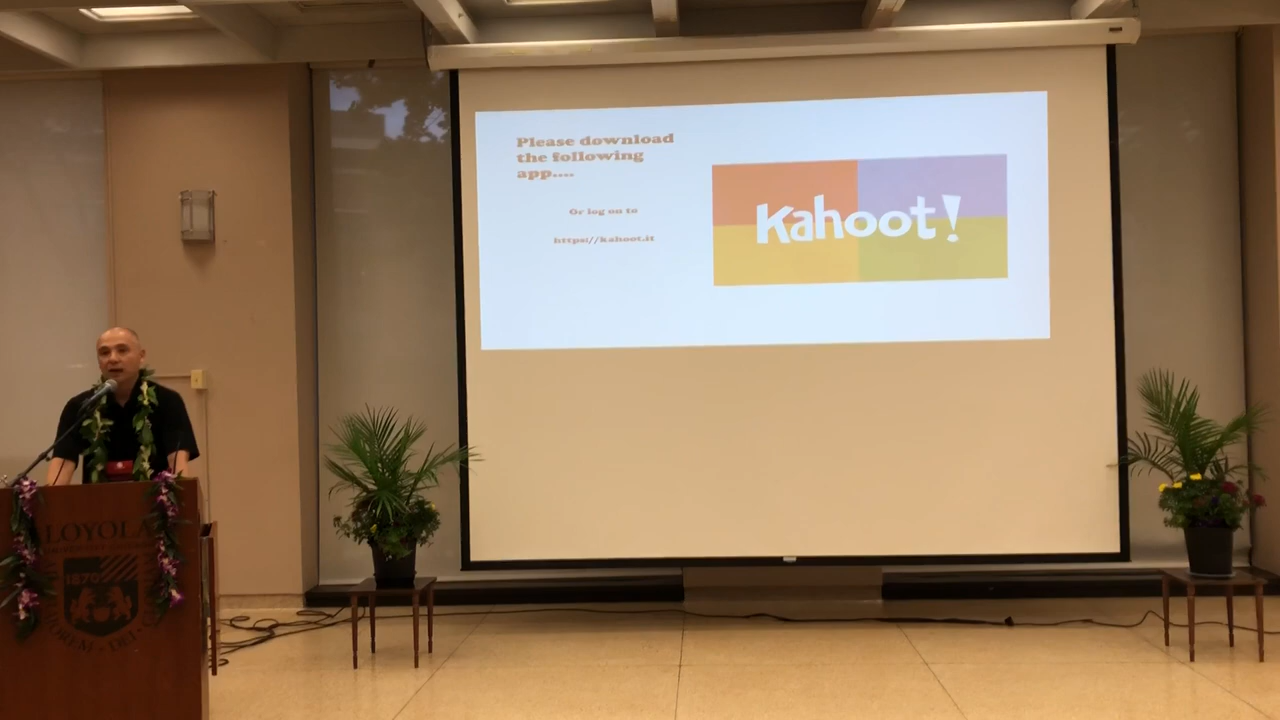 Please download
the following
app....
Or log on to
https//kahoot.it
Kahoot!
LOYOLA
1870